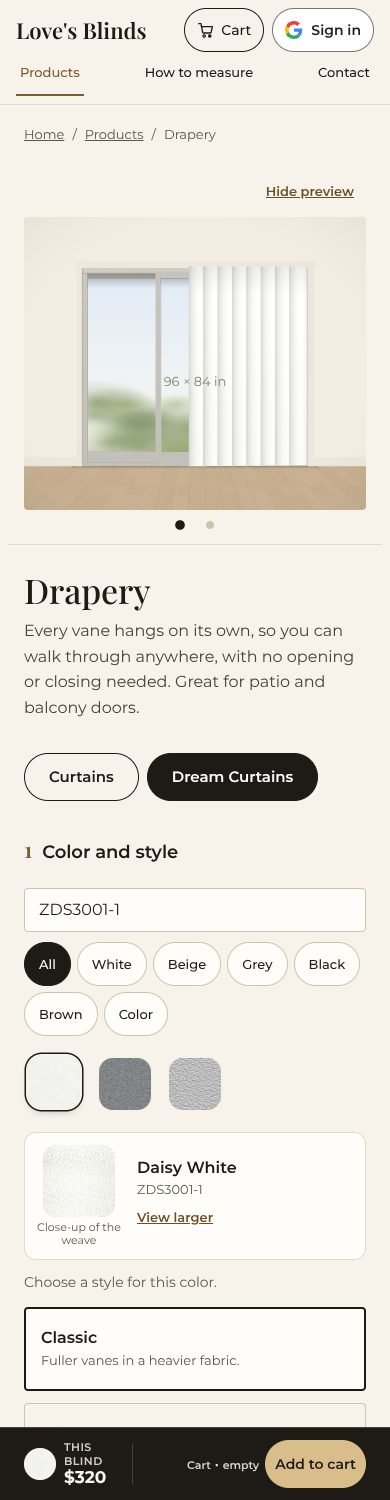 Love's Blinds
Cart
Sign in
Products
How to measure
Contact
Home / Products / Drapery
Hide preview
96 × 84 in
Drapery
Every vane hangs on its own, so you can
walk through anywhere, with no opening
or closing needed. Great for patio and
balcony doors.
Curtains
Dream Curtains
1 Color and style
ZDS3001-1
All
White
Beige
Grey
Black
Brown
Color
Daisy White
ZDS3001-1
View larger
Close-up of the
weave
Choose a style for this color.
Classic
Fuller vanes in a heavier fabric.
THIS
BLIND
$320
Cart • empty
Add to cart